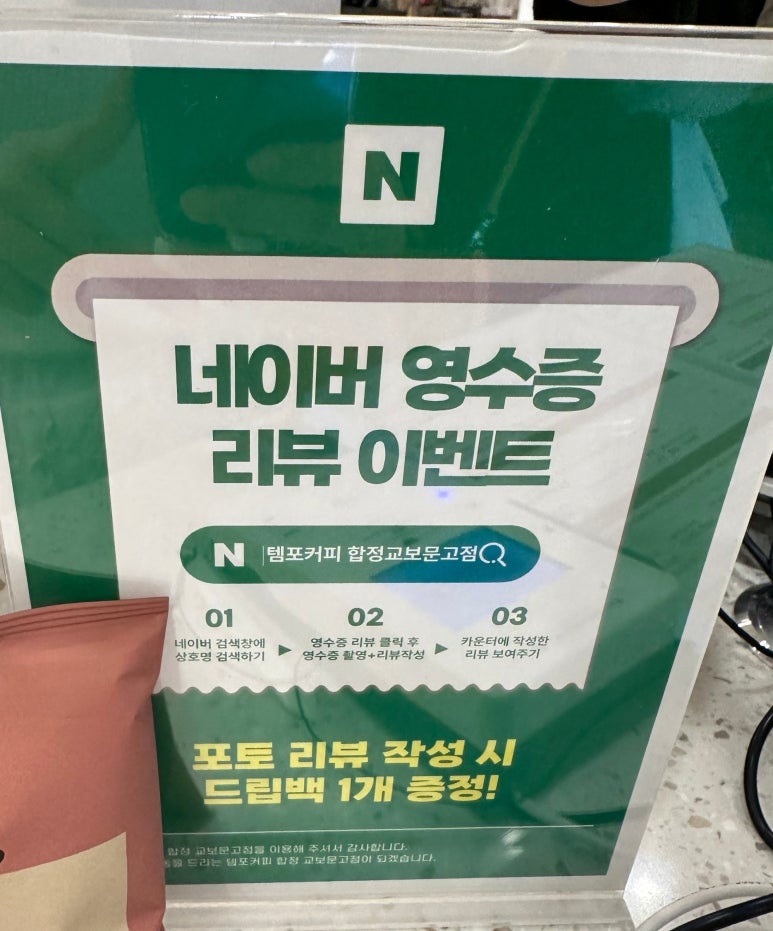 N
네이버 영수증
리뷰 이벤트
N 템포커피 합정교보문고점
01
네이버 검색창에
상호명 검색하기
02
영수증 리뷰 클릭 후
영수증 촬영+리뷰작성
03
카운터에 작성한
리뷰 보여주기
포토 리뷰 작성 시
드립백 1개 증정!
합정 교보문고점을 이용해 주셔서 감사합니다.
드리는 템포커피 합정 교보문고점이 되겠습니다.